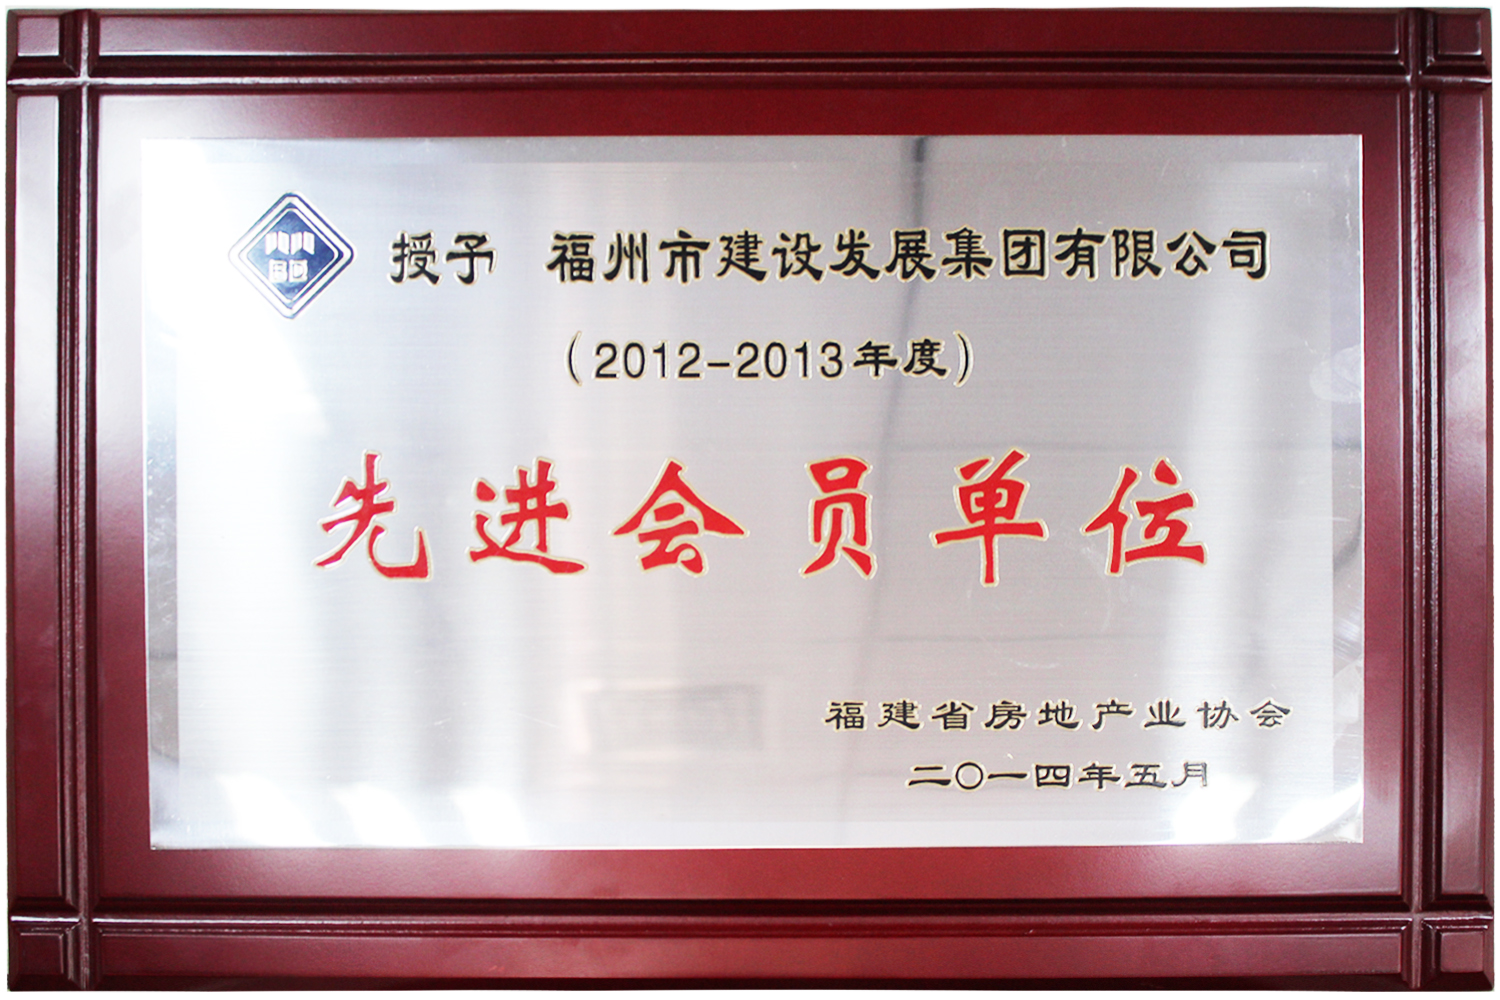 授予 福州市建设发展集团有限公司
(2012-2013年度)
先进会员单位
福建省房地产业协会
二〇一四年五月